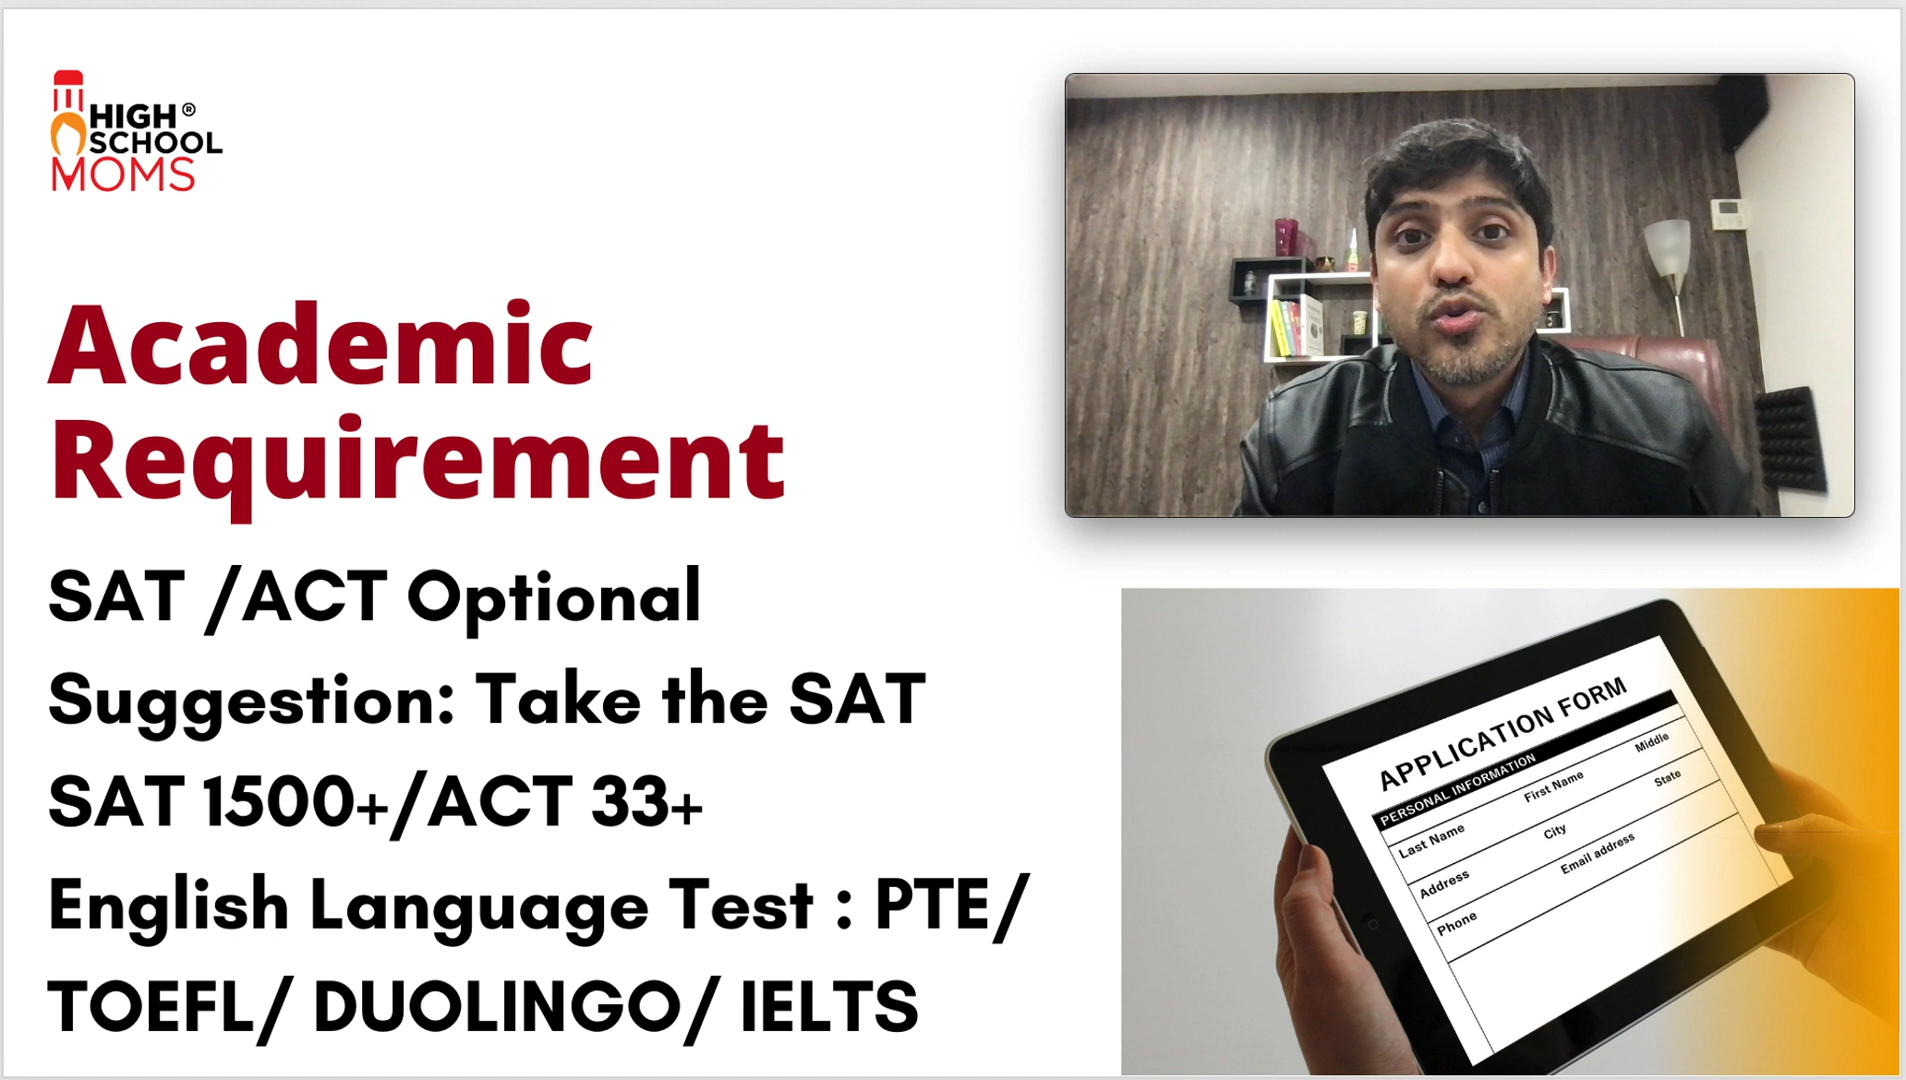 HIGH®
SCHOOL
MOMS
Academic
Requirement
SAT /ACT Optional
Suggestion: Take the SAT
SAT 1500+/ACT 33+
English Language Test : PTE/
TOEFL/ DUOLINGO/ IELTS
APPLICATION FORM
PERSONAL INFORMATION
Last Name First Name Middle
Address City State
Phone Email address